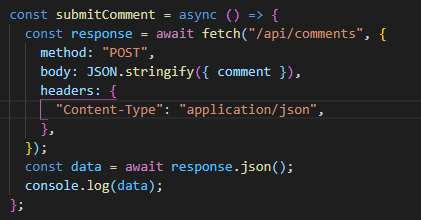 const submitComment = async () => {
  const response = await fetch("/api/comments", {
    method: "POST",
    body: JSON.stringify({ comment }),
    headers: {
      "Content-Type": "application/json",
    },
  });
  const data = await response.json();
  console.log(data);
};